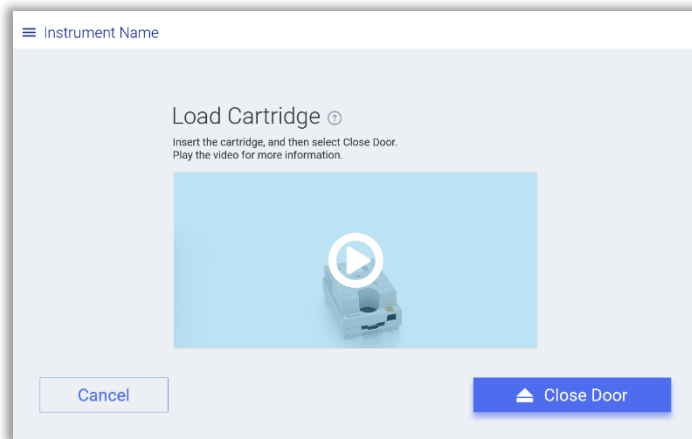 Instrument Name
Load Cartridge ?
Insert the cartridge, and then select Close Door.
Play the video for more information.
Cancel
Close Door